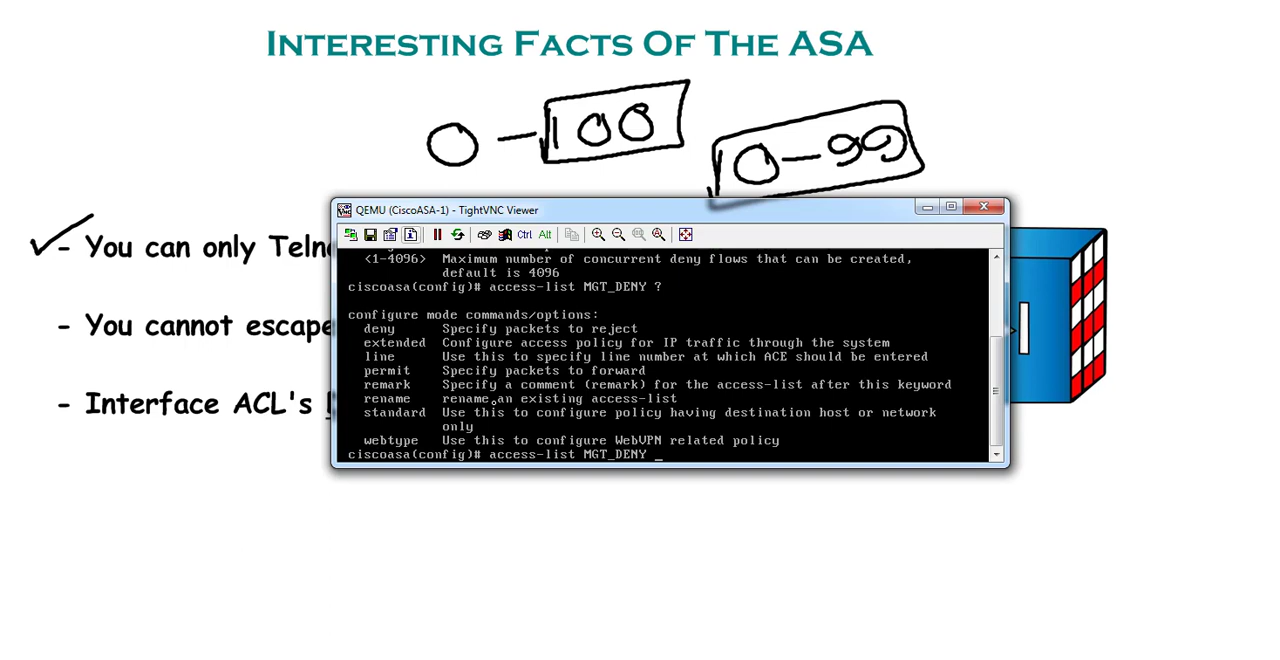 INTERESTING FACTS OF THE ASA
0 - 100
0 - 99
- You can only Teln
QEMU (CiscoASA-1) - TightVNC Viewer
Ctrl Alt
<1-4096> Maximum number of concurrent deny flows that can be created,
default is 4096
ciscoasa(config)# access-list MGT_DENY ?
configure mode commands/options:
deny Specify packets to reject
extended Configure access policy for IP traffic through the system
line Use this to specify line number at which ACE should be entered
permit Specify packets to forward
remark Specify a comment (remark) for the access-list after this keyword
rename rename an existing access-list
standard Use this to configure policy having destination host or network
only
webtype Use this to configure WebVPN related policy
ciscoasa(config)# access-list MGT_DENY _
- You cannot escape
- Interface ACL's